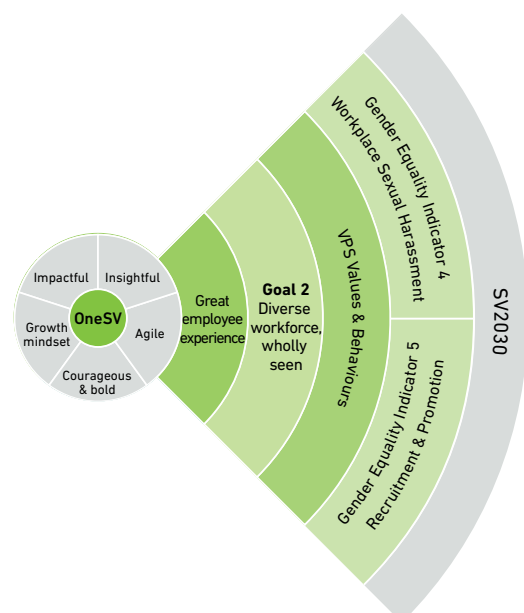 Impactful
Insightful
OneSV
Growth
mindset
Agile
Courageous
& bold
Great
employee
experience
Goal 2
Diverse
workforce,
wholly
seen
VPS Values & Behaviours
Gender Equality Indicator 4
Workplace Sexual Harassment
Gender Equality Indicator 5
Recruitment & Promotion
SV2030